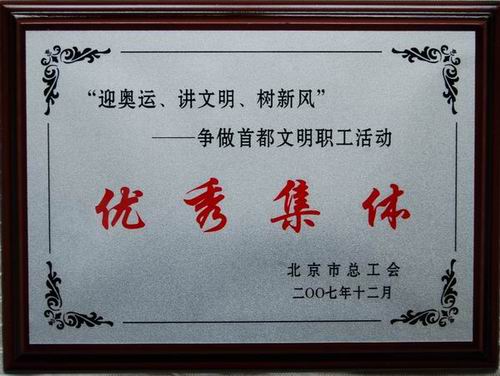 “迎奥运、讲文明、树新风”
——争做首都文明职工活动
优秀集体
北京市总工会
二〇〇七年十二月